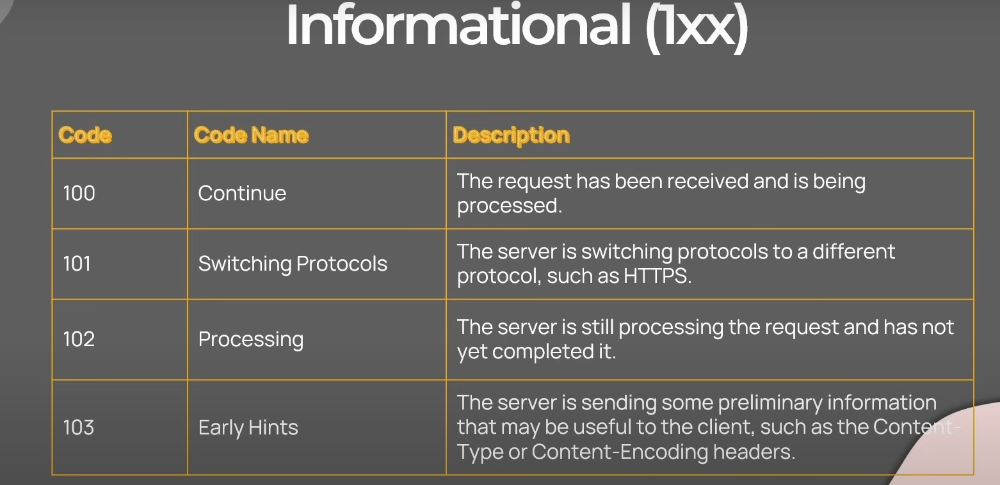 Informational (1xx)
Code
Code Name
Description
100
Continue
The request has been received and is being
processed.
101
Switching Protocols
The server is switching protocols to a different
protocol, such as HTTPS.
102
Processing
The server is still processing the request and has not
yet completed it.
103
Early Hints
The server is sending some preliminary information
that may be useful to the client, such as the Content-
Type or Content-Encoding headers.